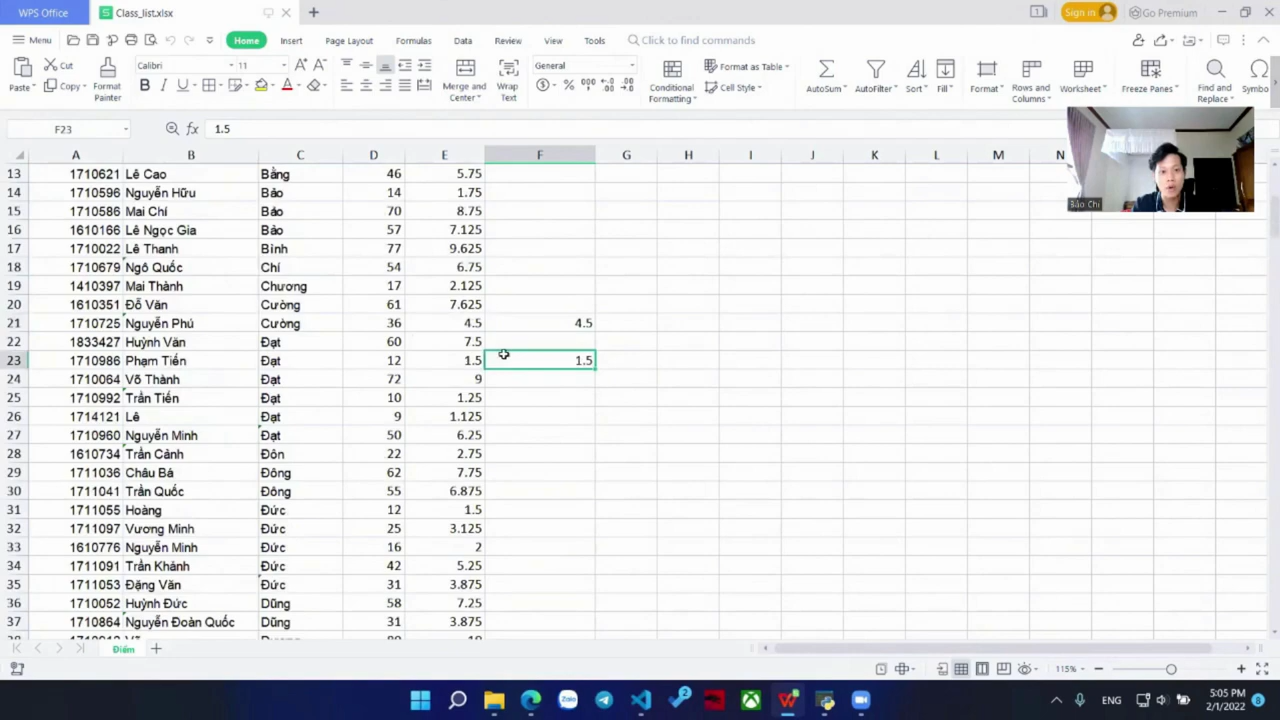 WPS Office Class_list.xlsx Sign in Go Premium
Menu Home Insert Page Layout Formulas Data Review View Tools Click to find commands
Paste Cut Copy Format Painter Calibri 11 Merge and Center Wrap Text General Conditional Formatting Format as Table Cell Style AutoSum AutoFilter Sort Fill Format Rows and Columns Worksheet Freeze Panes Find and Replace Symbo
F23 fx 1.5
A B C D E F G H I J K L M N
13 1710621 Lê Cao Bằng 46 5.75
14 1710596 Nguyễn Hữu Bảo 14 1.75
15 1710586 Mai Chí Bảo 70 8.75
16 1610166 Lê Ngọc Gia Bảo 57 7.125
17 1710022 Lê Thanh Bình 77 9.625
18 1710679 Ngô Quốc Chí 54 6.75
19 1410397 Mai Thành Chương 17 2.125
20 1610351 Đỗ Văn Cường 61 7.625
21 1710725 Nguyễn Phú Cường 36 4.5 4.5
22 1833427 Huỳnh Văn Đạt 60 7.5
23 1710986 Phạm Tiến Đạt 12 1.5 1.5
24 1710064 Võ Thành Đạt 72 9
25 1710992 Trần Tiến Đạt 10 1.25
26 1714121 Lê Đạt 9 1.125
27 1710960 Nguyễn Minh Đạt 50 6.25
28 1610734 Trần Cảnh Đôn 22 2.75
29 1711036 Châu Bá Đông 62 7.75
30 1711041 Trần Quốc Đông 55 6.875
31 1711055 Hoàng Đức 12 1.5
32 1711097 Vương Minh Đức 25 3.125
33 1610776 Nguyễn Minh Đức 16 2
34 1711091 Trần Khánh Đức 42 5.25
35 1711053 Đặng Văn Đức 31 3.875
36 1710052 Huỳnh Đức Dũng 58 7.25
37 1710864 Nguyễn Đoàn Quốc Dũng 31 3.875
Bảo Chi
Điểm
115%
Zalo
2
ENG
5:05 PM
2/1/2022